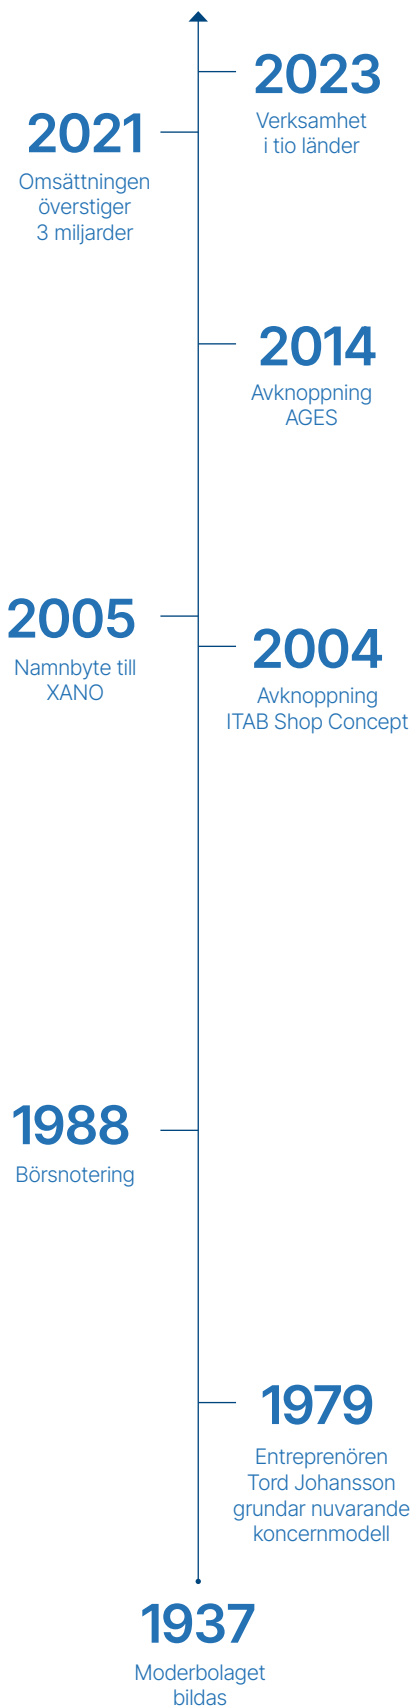 2023
Verksamhet
i tio länder
2021
Omsättningen
överstiger
3 miljarder
2014
Avknoppning
AGES
2005
Namnbyte till
XANO
2004
Avknoppning
ITAB Shop Concept
1988
Börsnotering
1979
Entreprenören
Tord Johansson
grundar nuvarande
koncernmodell
1937
Moderbolaget
bildas